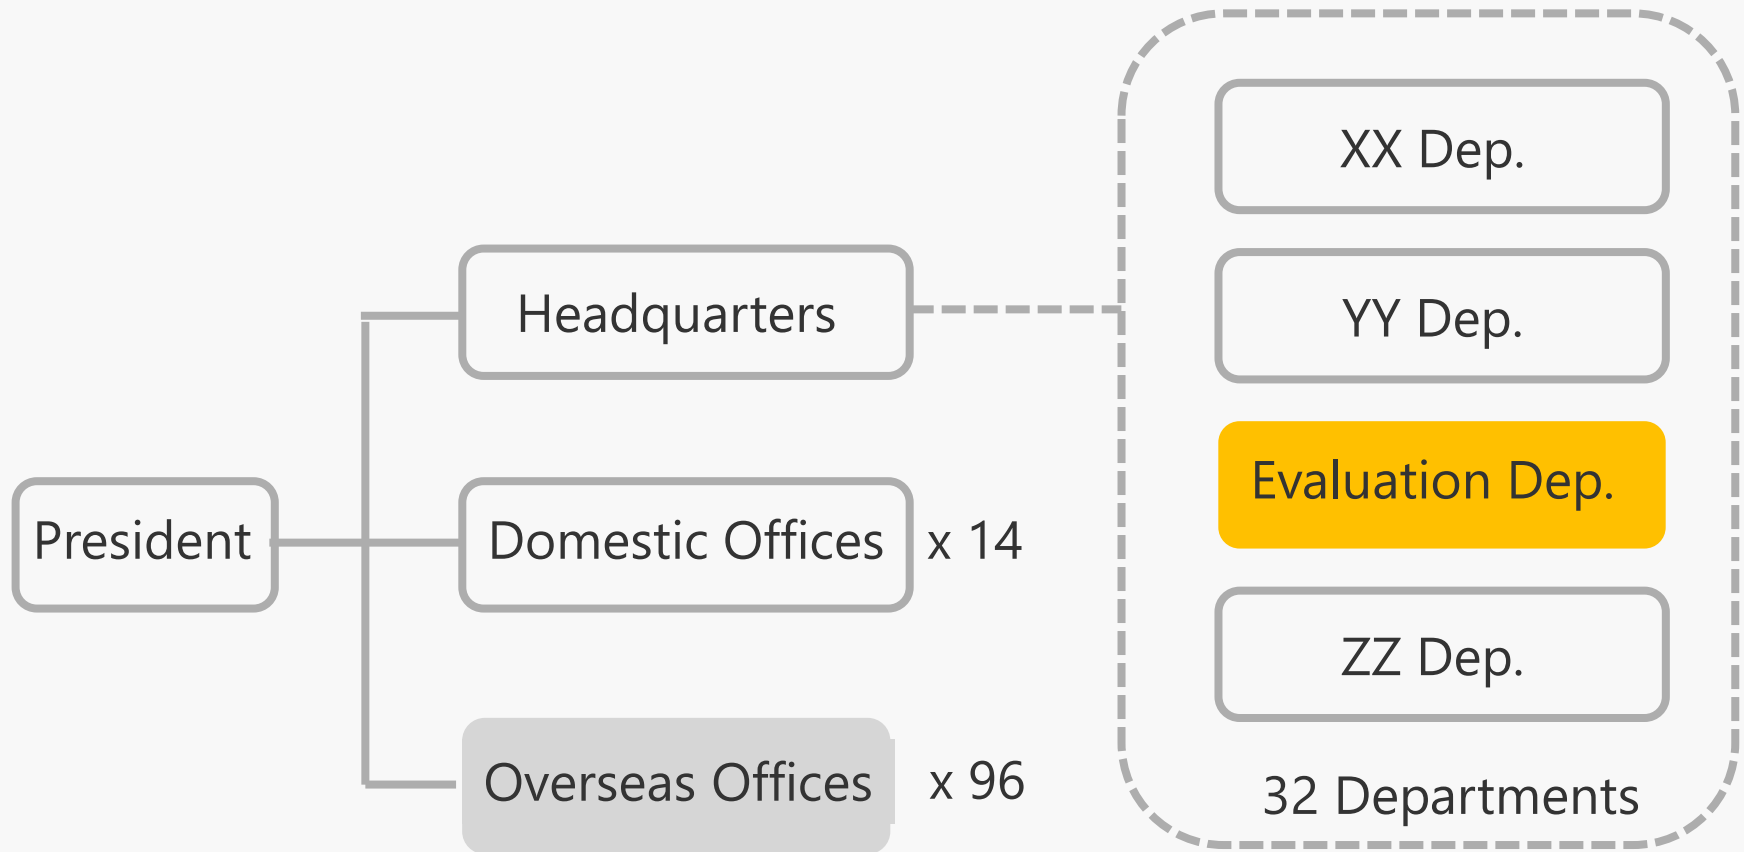 President
Headquarters
Domestic Offices x 14
Overseas Offices x 96
XX Dep.
YY Dep.
Evaluation Dep.
ZZ Dep.
32 Departments